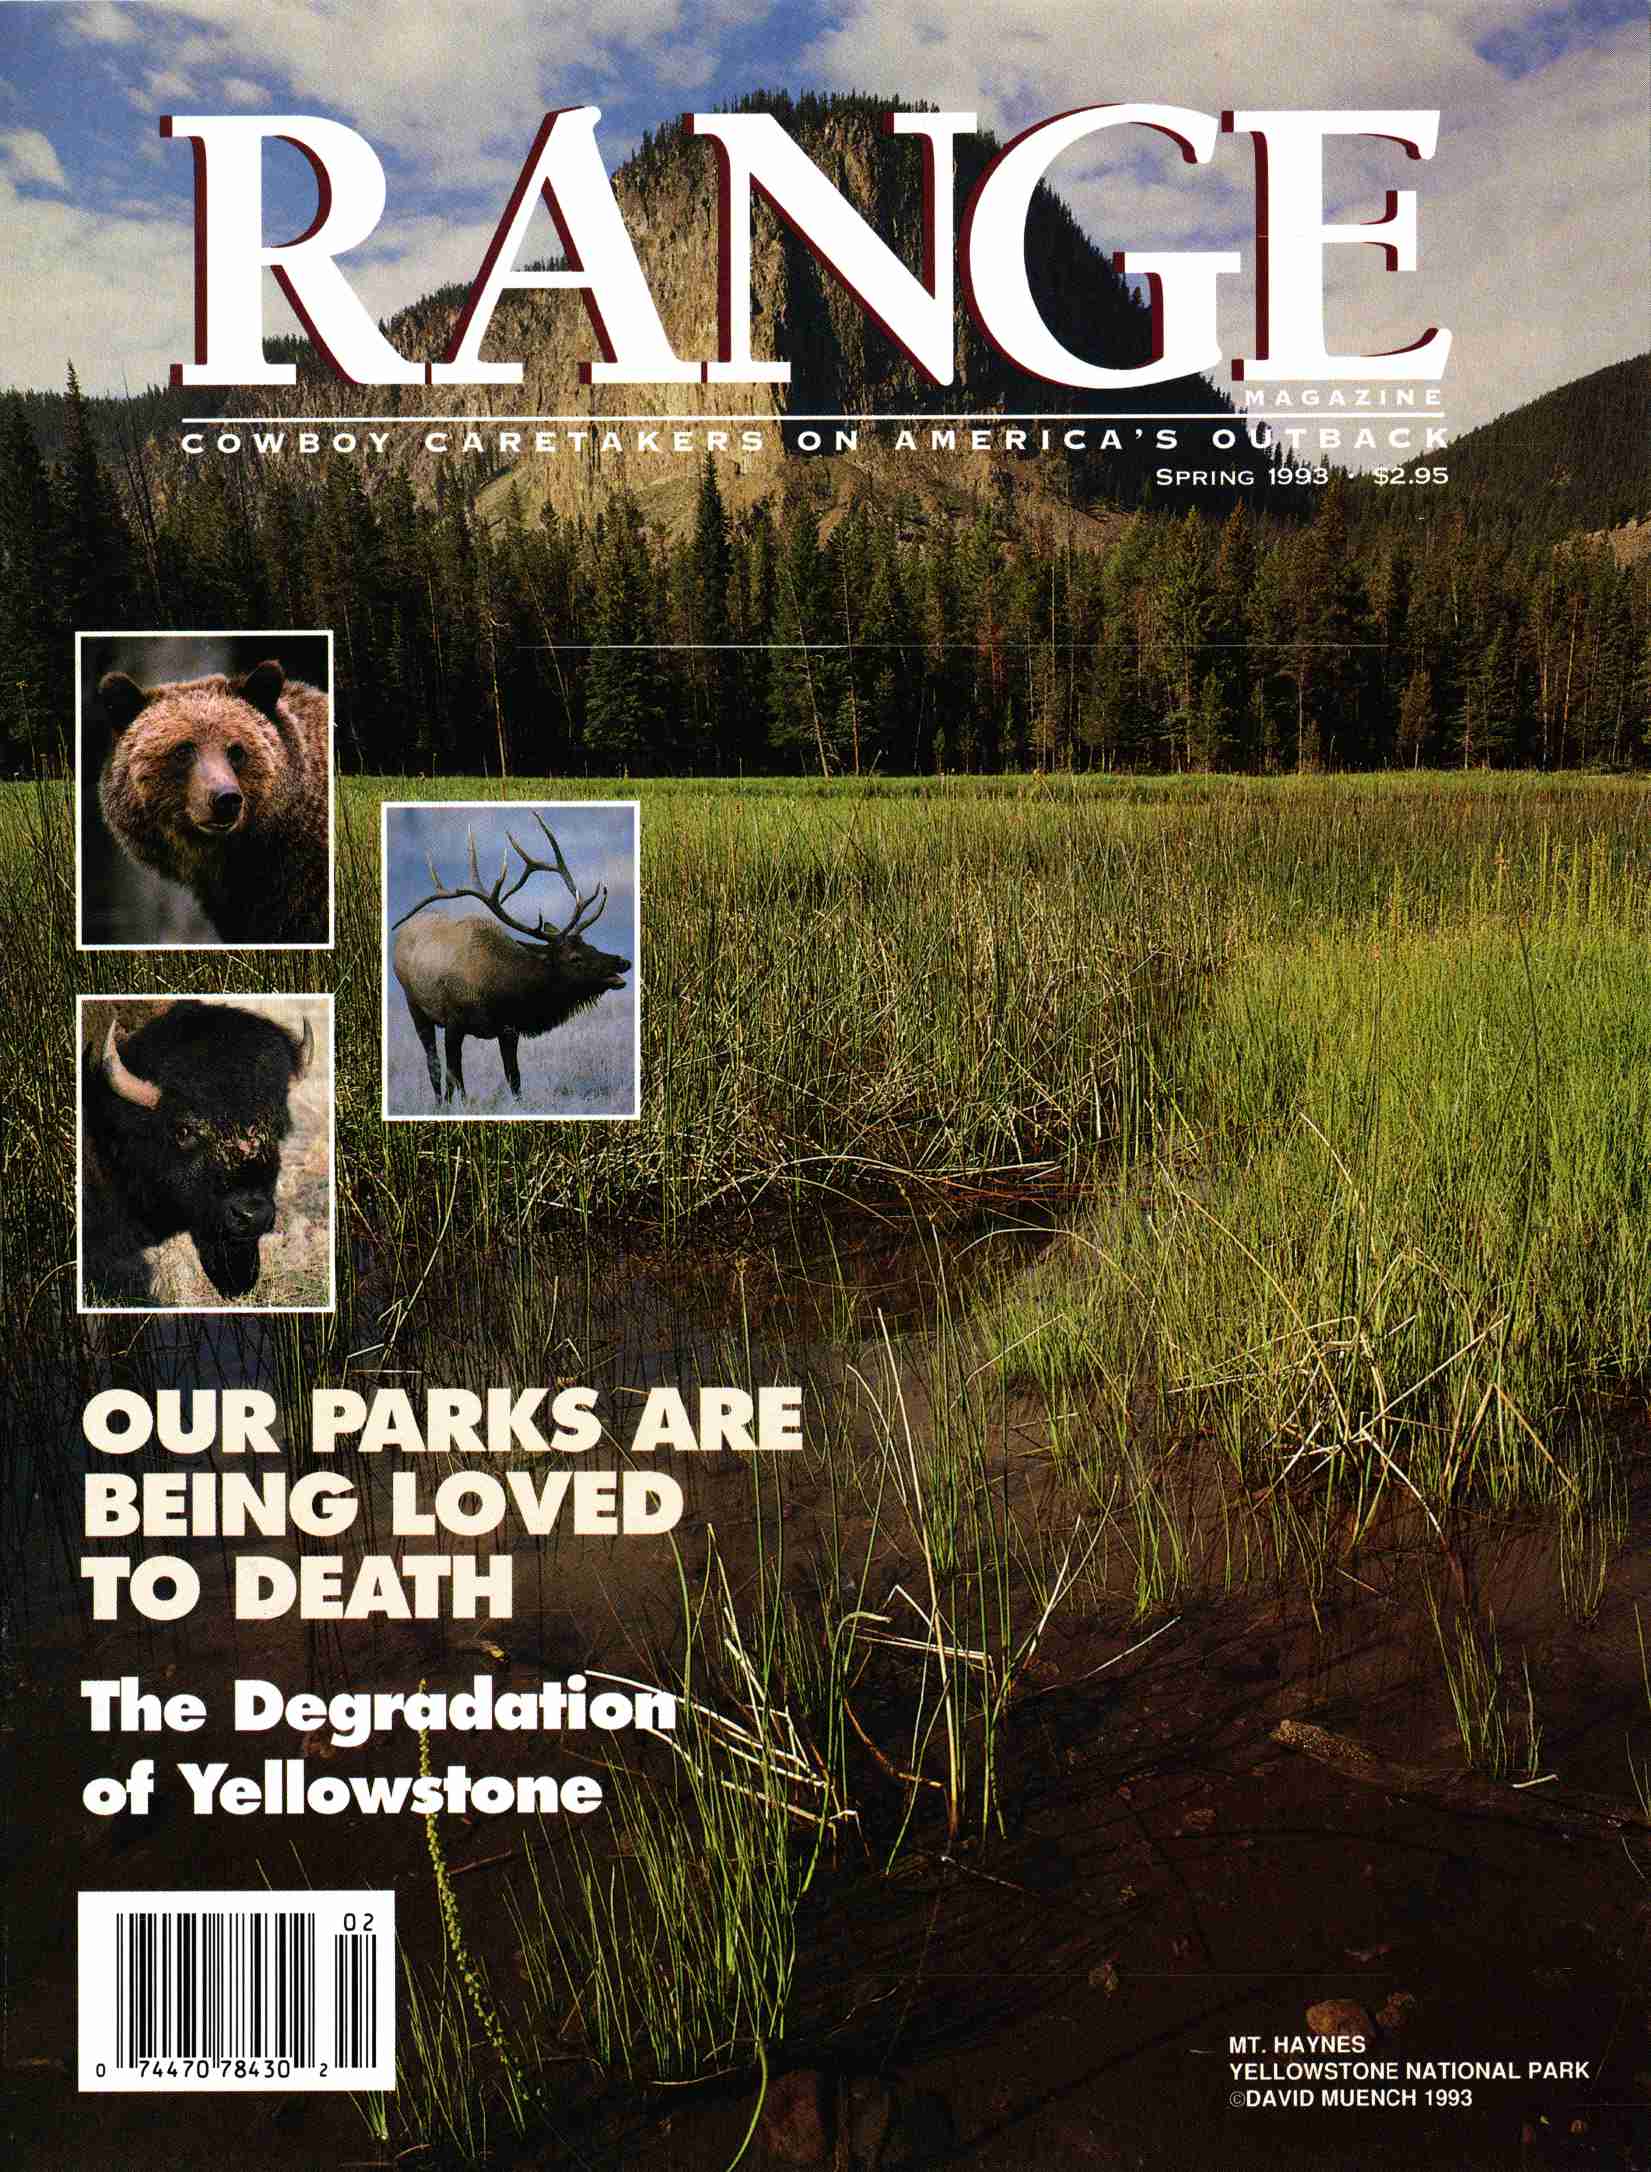 RANGE
MAGAZINE
COWBOY CARETAKERS ON AMERICA'S OUTBACK
SPRING 1993 · $2.95
OUR PARKS ARE
BEING LOVED
TO DEATH
The Degradation
of Yellowstone
02
0 74470 78430 2
MT. HAYNES
YELLOWSTONE NATIONAL PARK
©DAVID MUENCH 1993